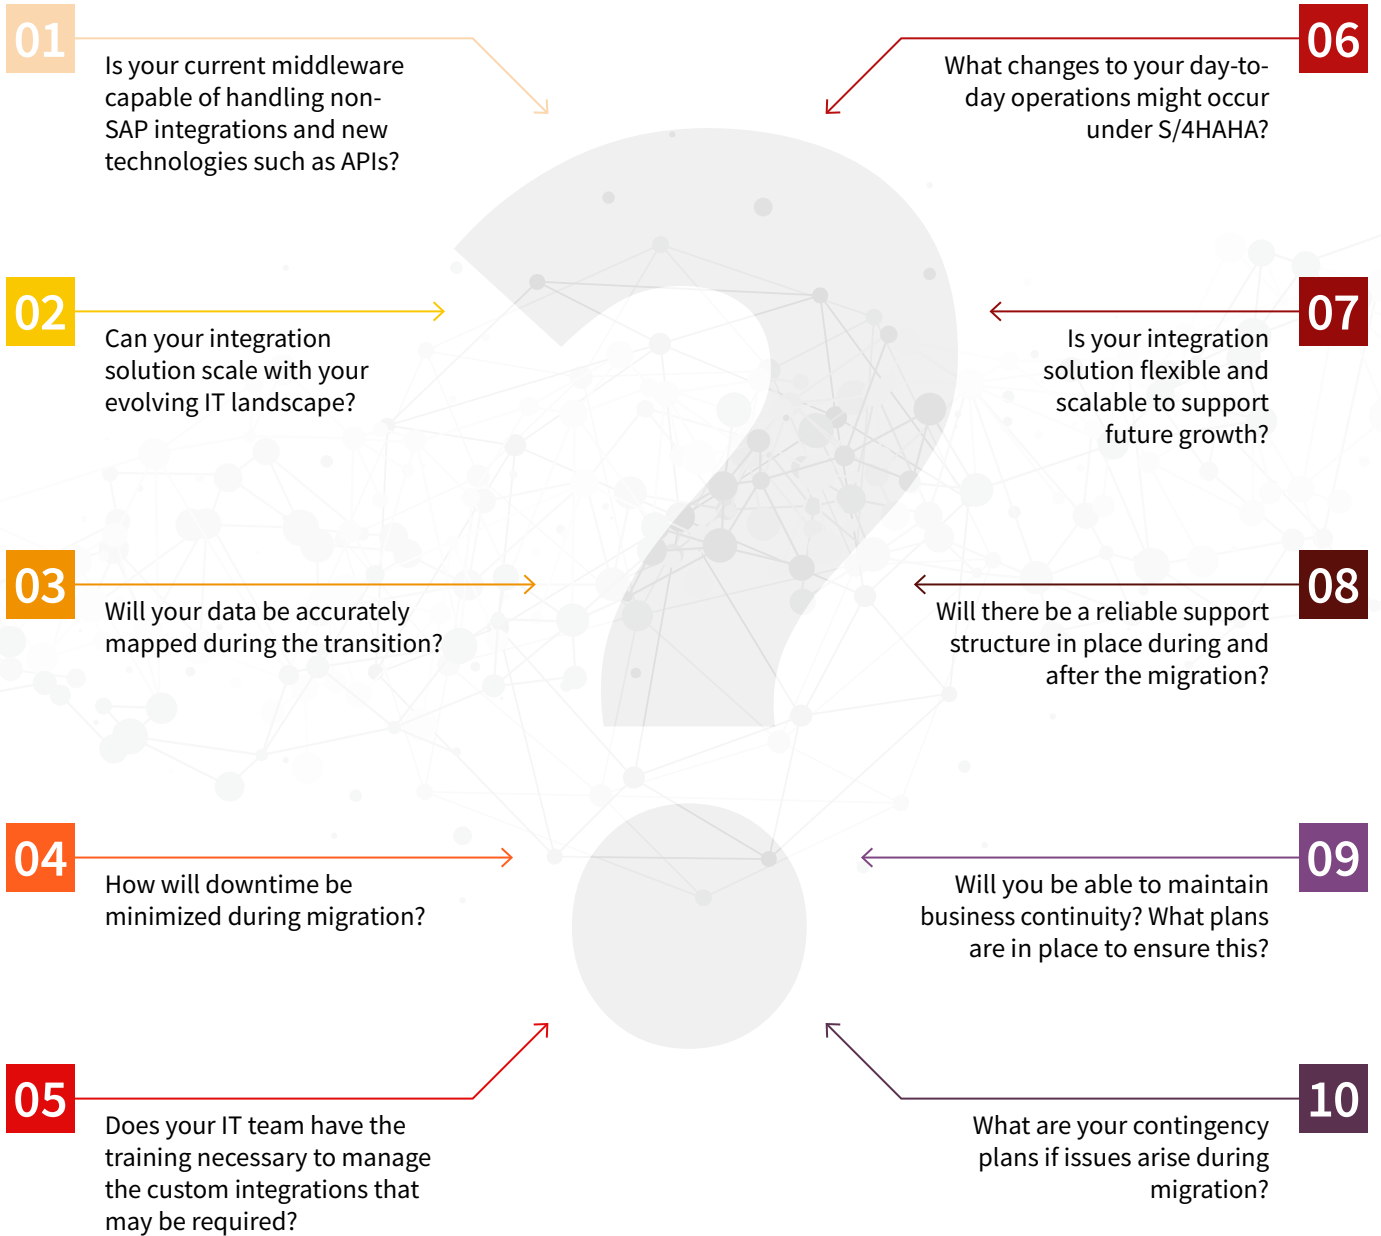 01
Is your current middleware
capable of handling non-
SAP integrations and new
technologies such as APIs?
02
Can your integration
solution scale with your
evolving IT landscape?
03
Will your data be accurately
mapped during the transition?
04
How will downtime be
minimized during migration?
05
Does your IT team have the
training necessary to manage
the custom integrations that
may be required?
06
What changes to your day-to-
day operations might occur
under S/4HAHA?
07
Is your integration
solution flexible and
scalable to support
future growth?
08
Will there be a reliable support
structure in place during and
after the migration?
09
Will you be able to maintain
business continuity? What plans
are in place to ensure this?
10
What are your contingency
plans if issues arise during
migration?